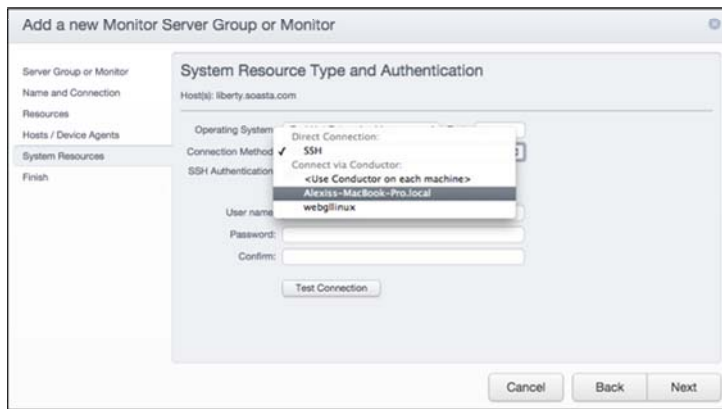 Add a new Monitor Server Group or Monitor
Server Group or Monitor
Name and Connection
Resources
Hosts / Device Agents
System Resources
Finish
System Resource Type and Authentication
Host(s): liberty.soasta.com
Operating System
Direct Connection:
Connection Method ✓ SSH
Connect via Conductor:
SSH Authentication <Use Conductor on each machine>
Alexiss-MacBook-Pro.local
webgllinux
User name
Password:
Confirm:
Test Connection
Cancel Back Next